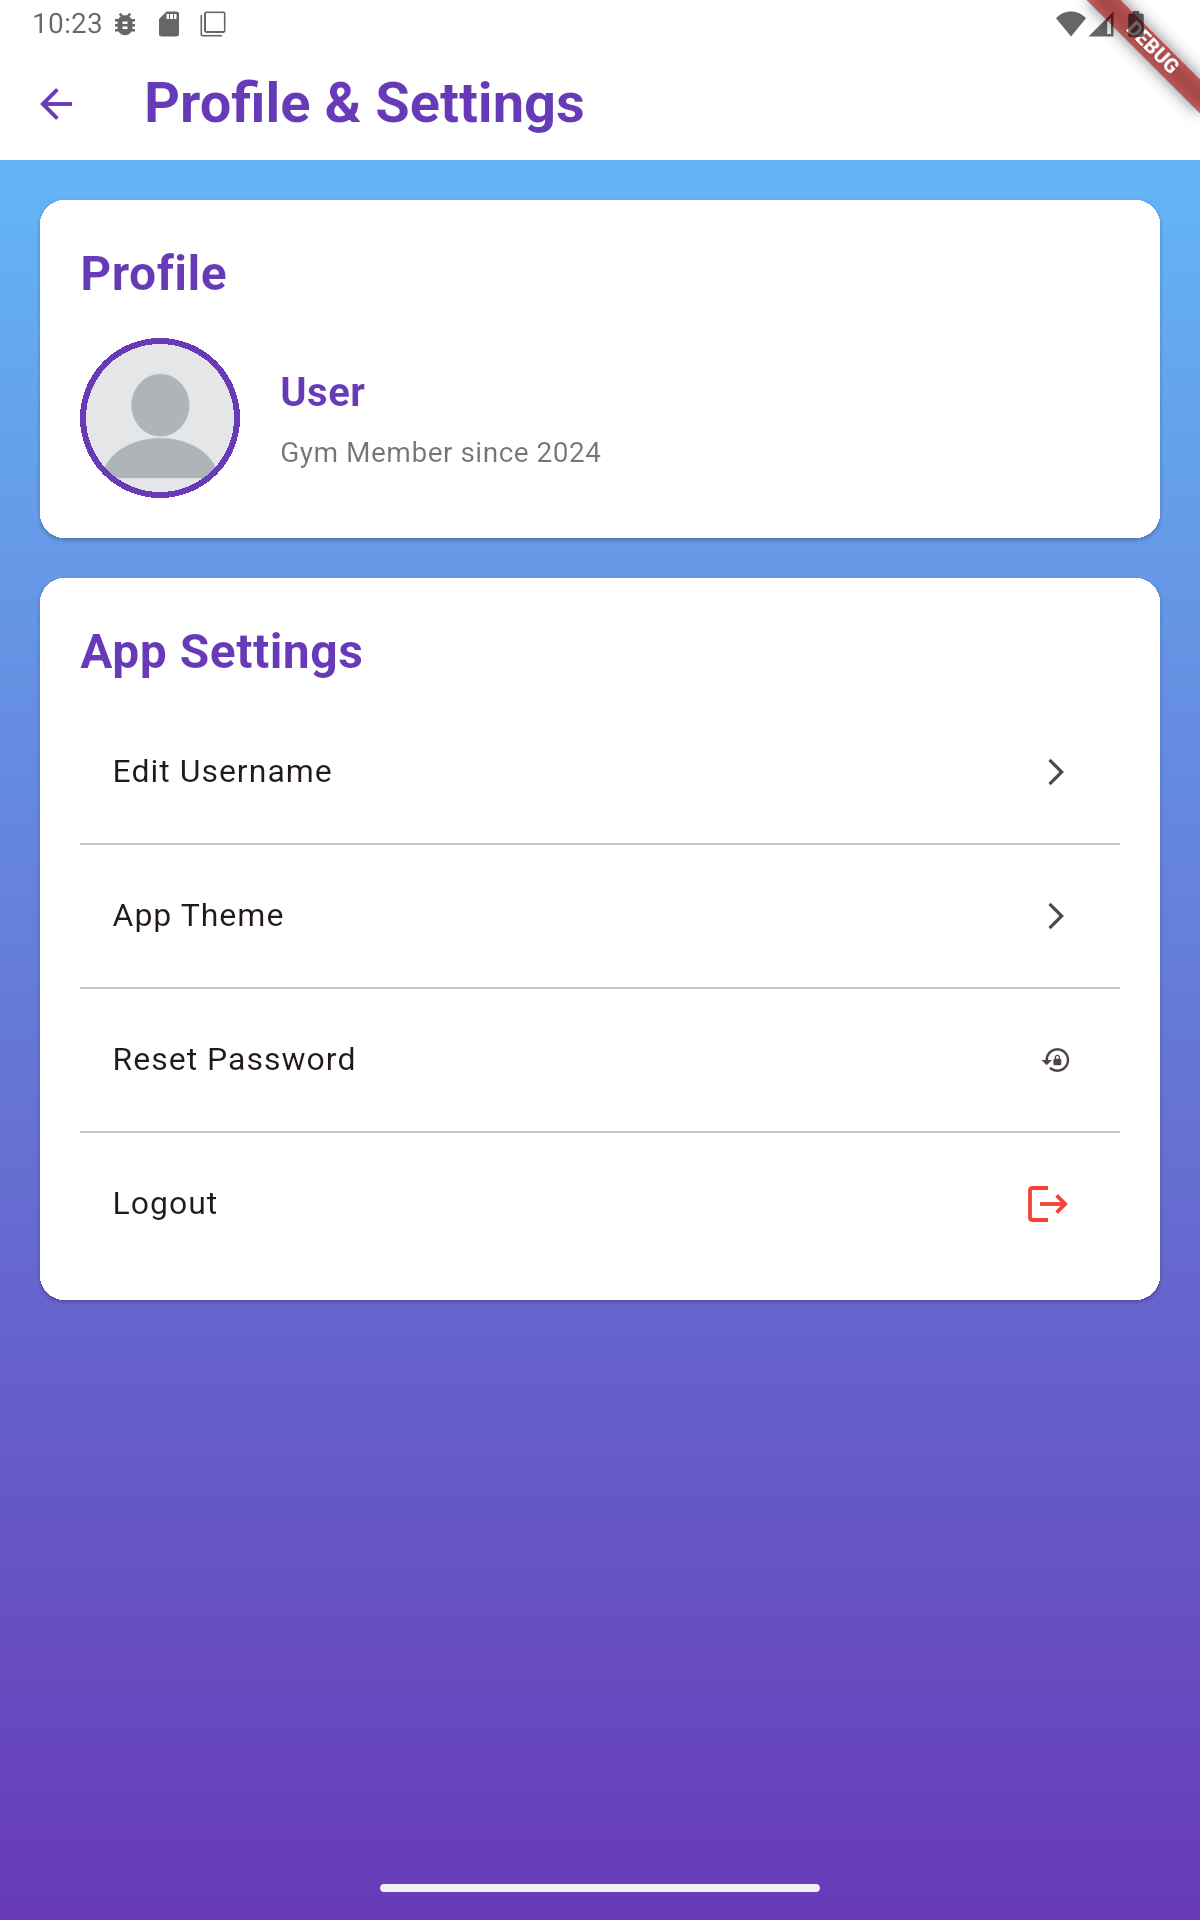 10:23
DEBUG
Profile & Settings
Profile
User
Gym Member since 2024
App Settings
Edit Username
App Theme
Reset Password
Logout